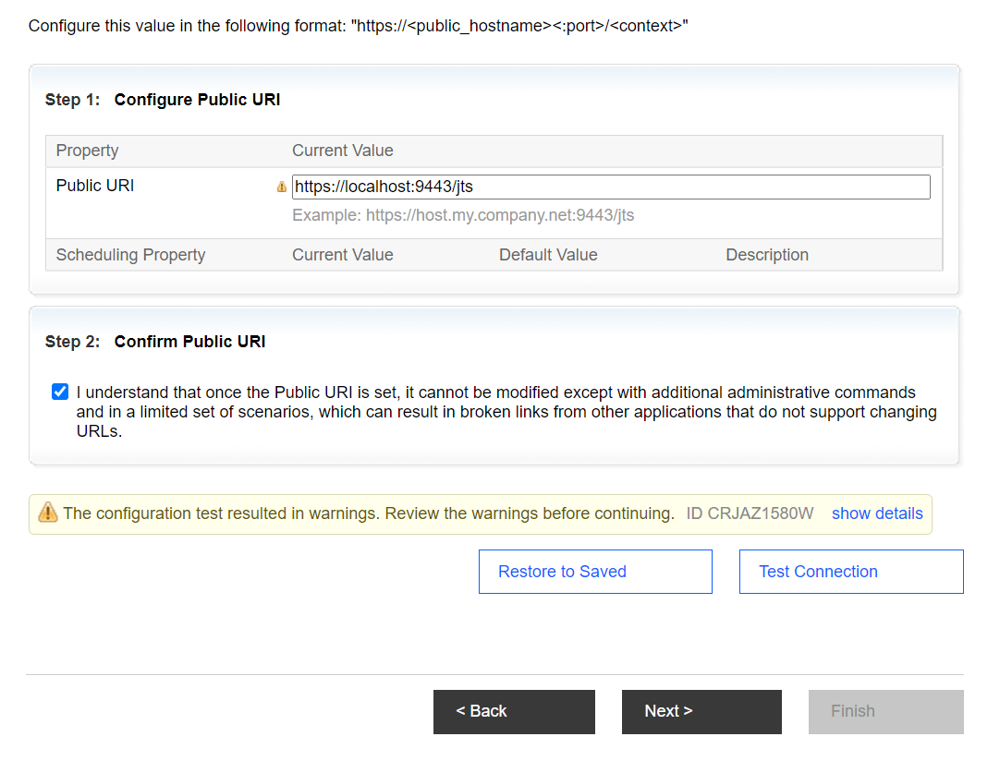 Configure this value in the following format: "https://<public_hostname><:port>/<context>"
Step 1: Configure Public URI
Property Current Value
Public URI https://localhost:9443/jts
Example: https://host.my.company.net:9443/jts
Scheduling Property Current Value Default Value Description
Step 2: Confirm Public URI
I understand that once the Public URI is set, it cannot be modified except with additional administrative commands
and in a limited set of scenarios, which can result in broken links from other applications that do not support changing
URLs.
The configuration test resulted in warnings. Review the warnings before continuing. ID CRJAZ1580W show details
Restore to Saved Test Connection
< Back Next > Finish